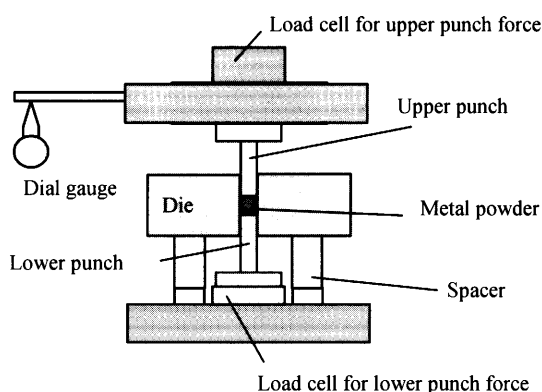 Load cell for upper punch force
Upper punch
Dial gauge
Die
Metal powder
Lower punch
Spacer
Load cell for lower punch force